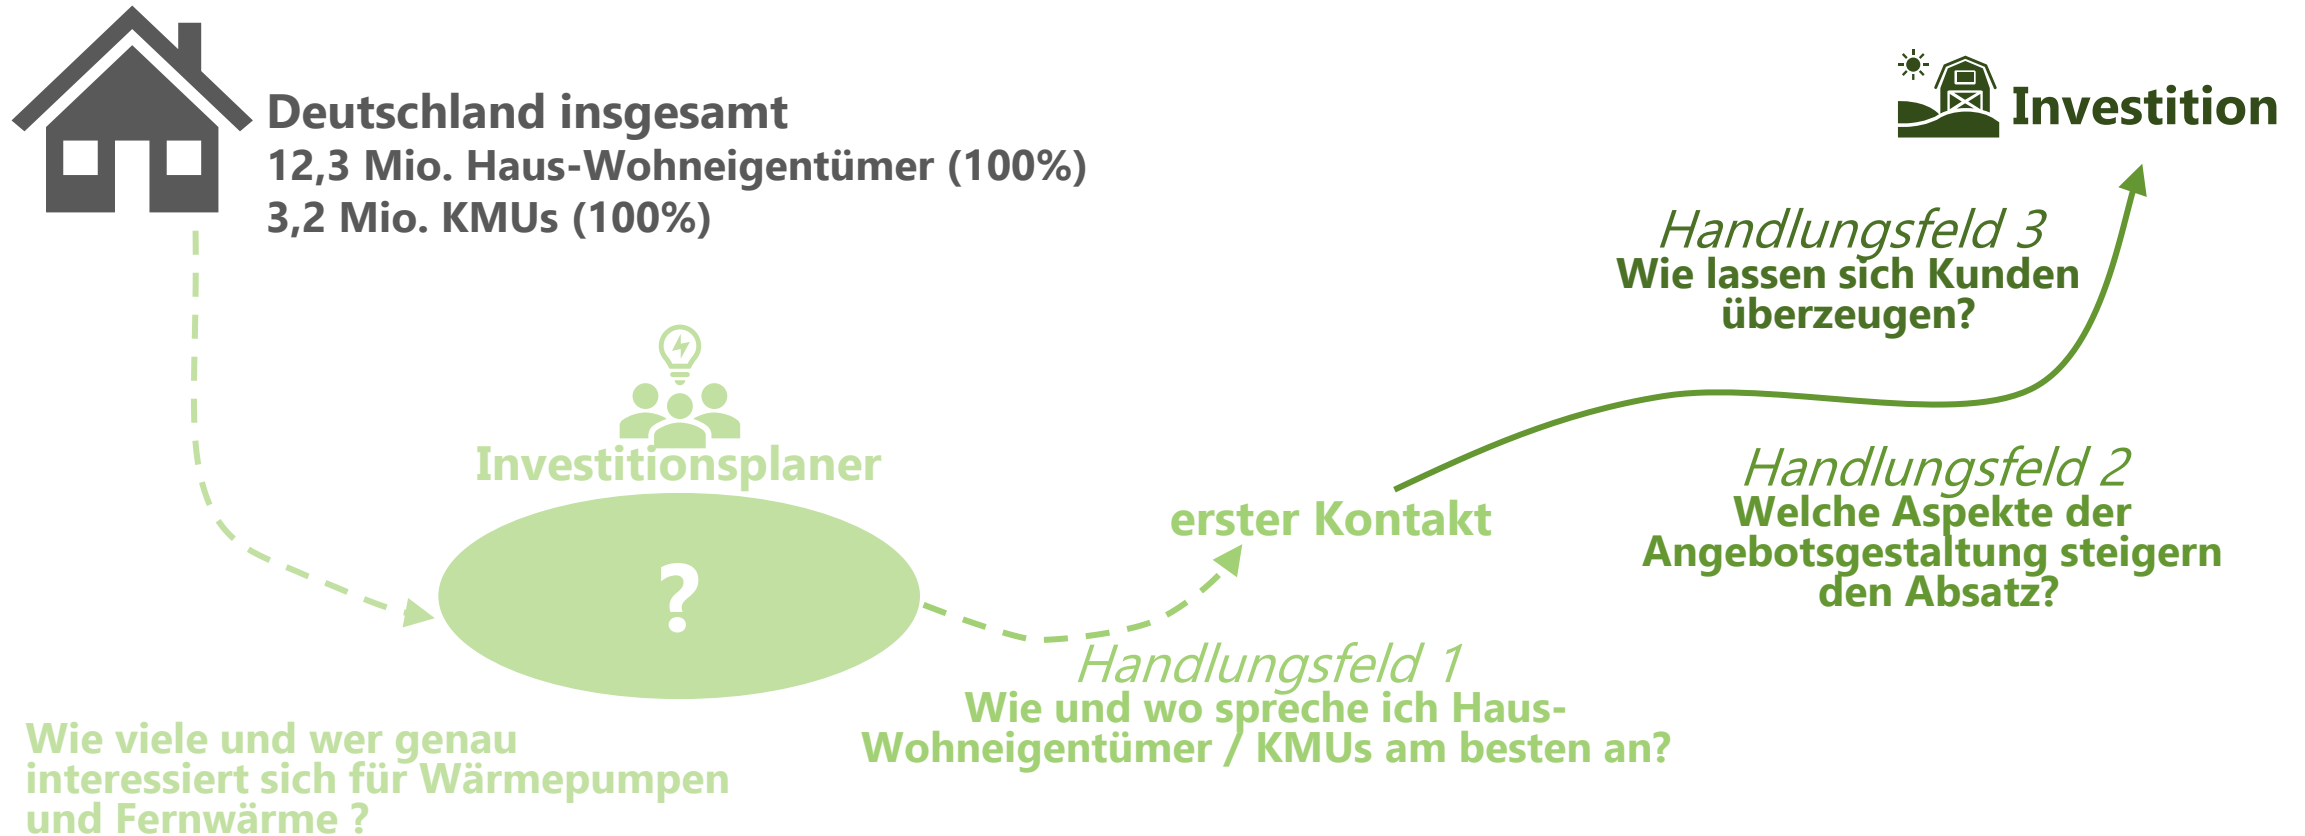 Deutschland insgesamt
12,3 Mio. Haus-Wohneigentümer (100%)
3,2 Mio. KMUs (100%)
Investition
Handlungsfeld 3
Wie lassen sich Kunden
überzeugen?
Investitionsplaner
?
erster Kontakt
Handlungsfeld 2
Welche Aspekte der
Angebotsgestaltung steigern
den Absatz?
Handlungsfeld 1
Wie und wo spreche ich Haus-
Wohneigentümer / KMUs am besten an?
Wie viele und wer genau
interessiert sich für Wärmepumpen
und Fernwärme ?